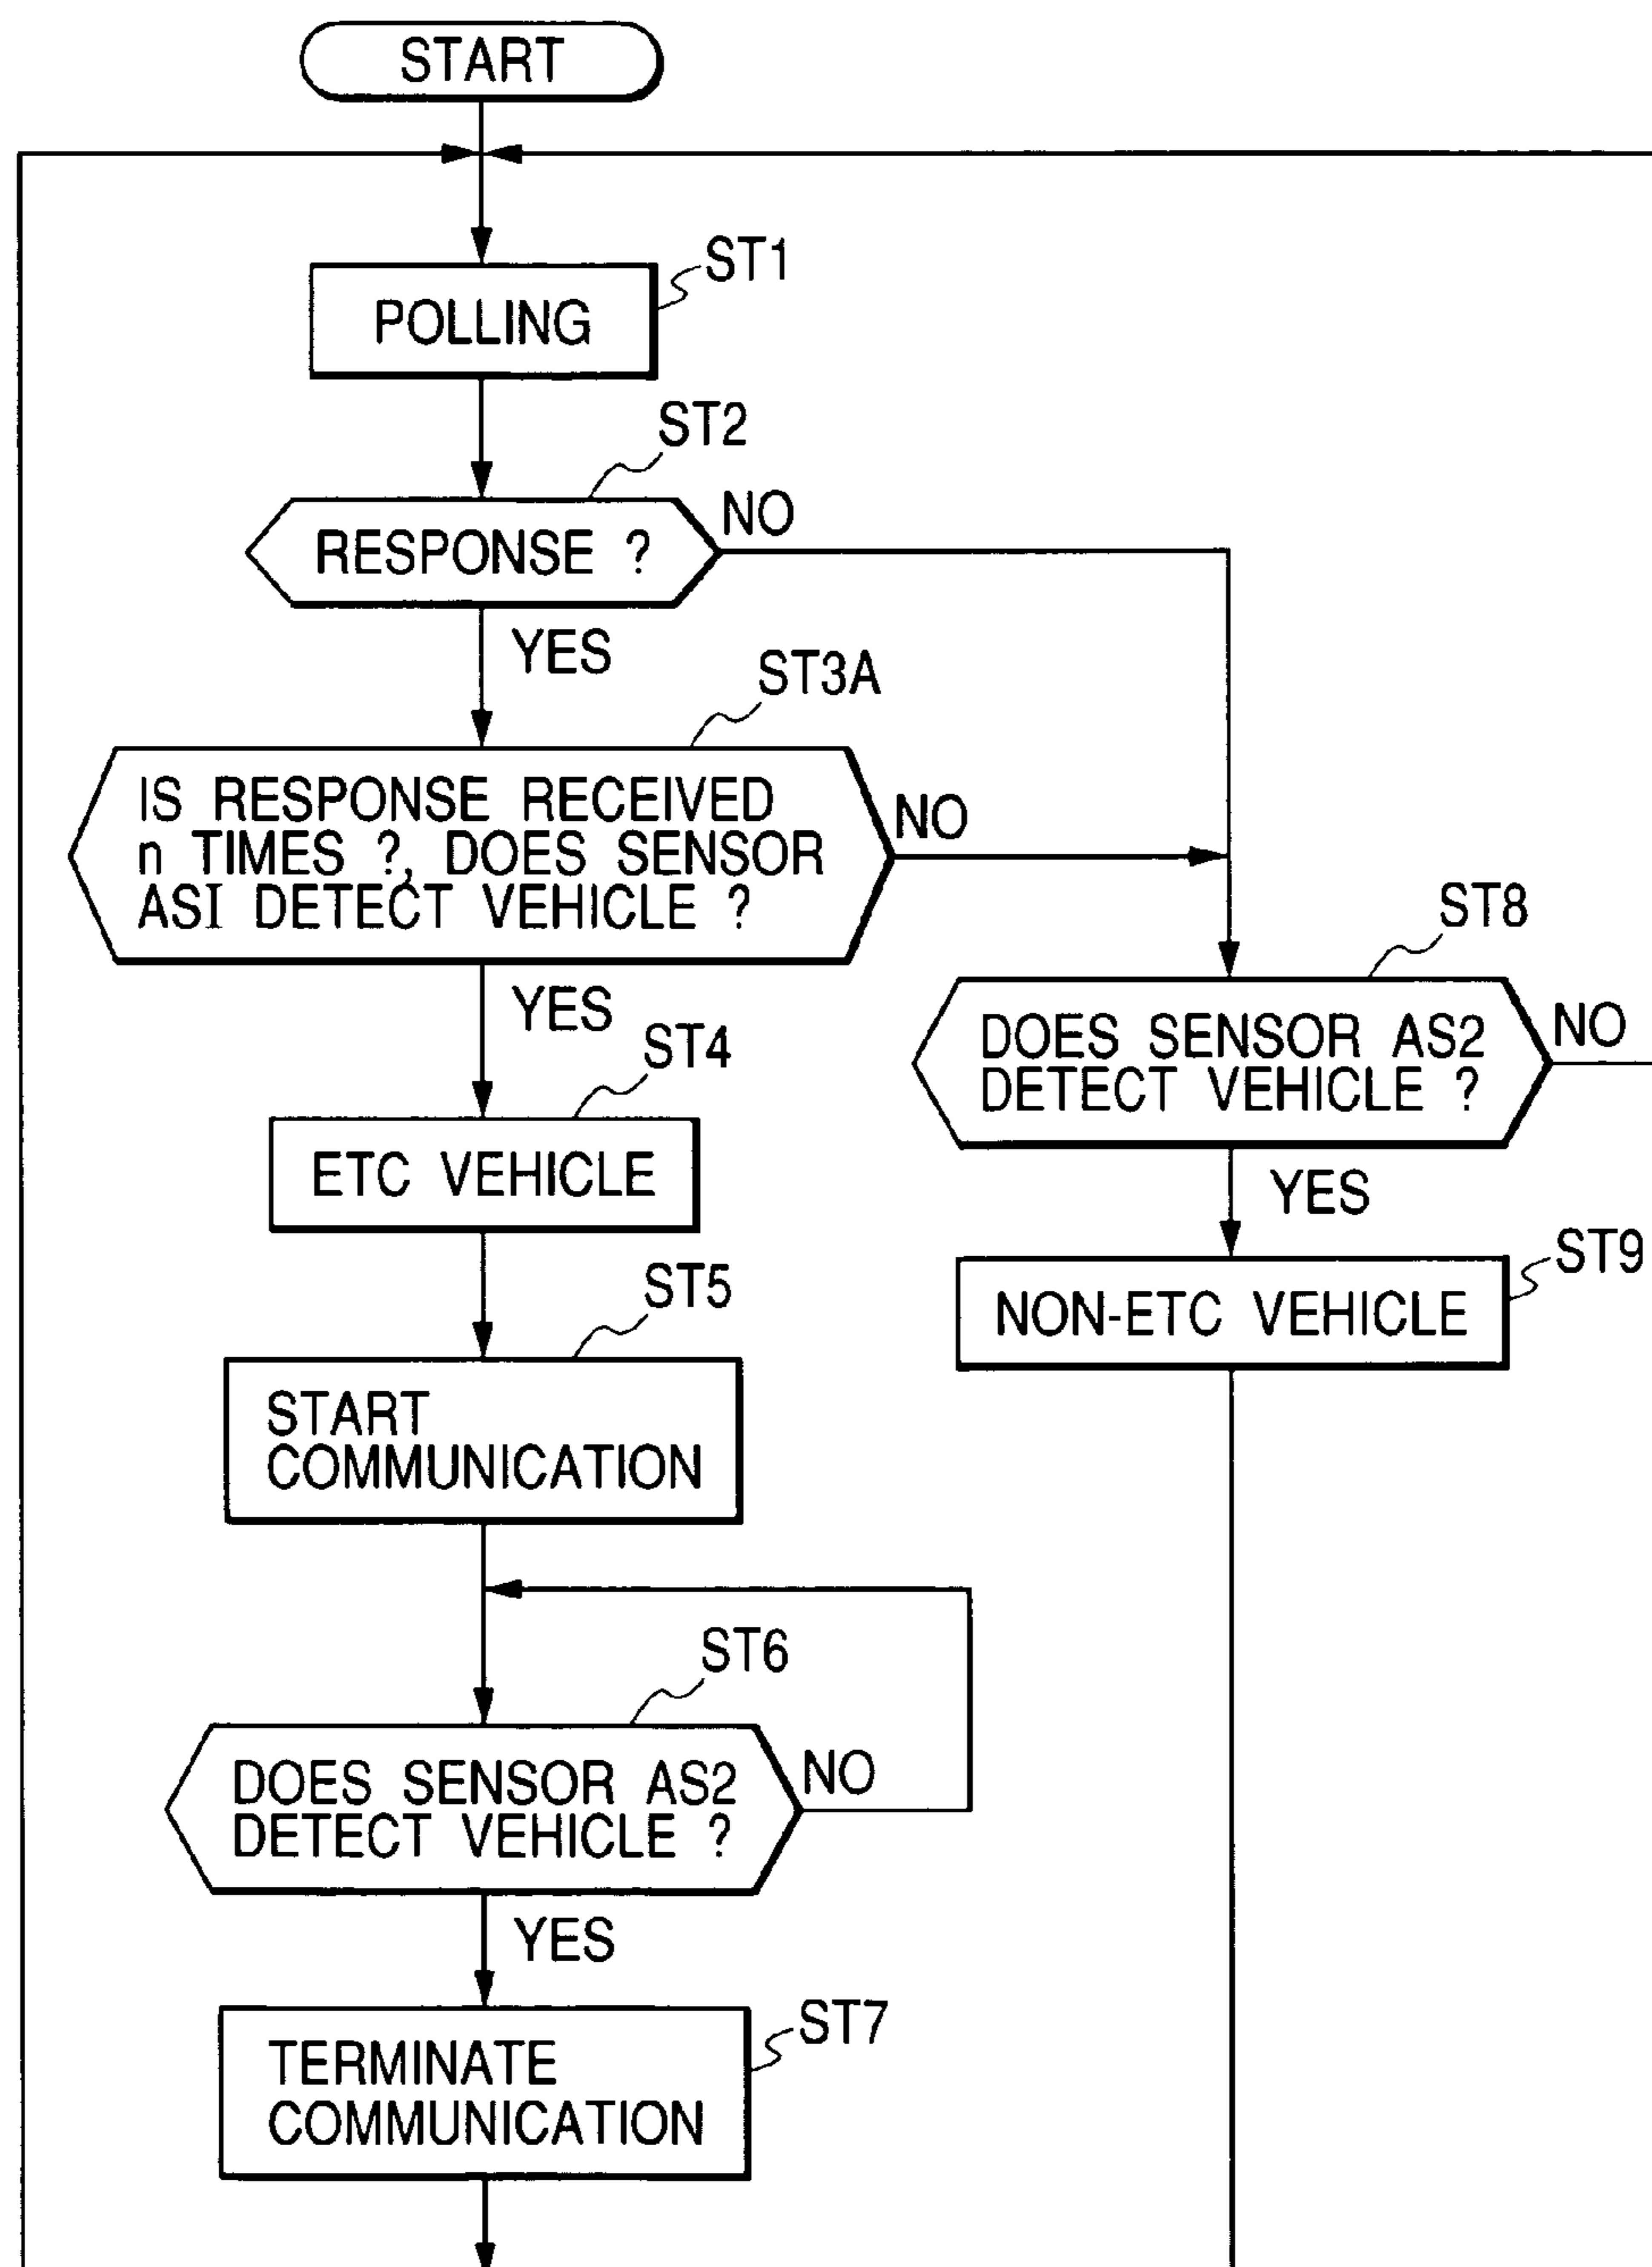 START
ST1
POLLING
ST2
RESPONSE ?
NO
YES
ST3A
IS RESPONSE RECEIVED
n TIMES ?, DOES SENSOR
ASI DETECT VEHICLE ?
NO
YES
ST8
DOES SENSOR AS2
DETECT VEHICLE ?
NO
ST4
ETC VEHICLE
YES
ST9
NON-ETC VEHICLE
ST5
START
COMMUNICATION
ST6
DOES SENSOR AS2
DETECT VEHICLE ?
NO
YES
ST7
TERMINATE
COMMUNICATION